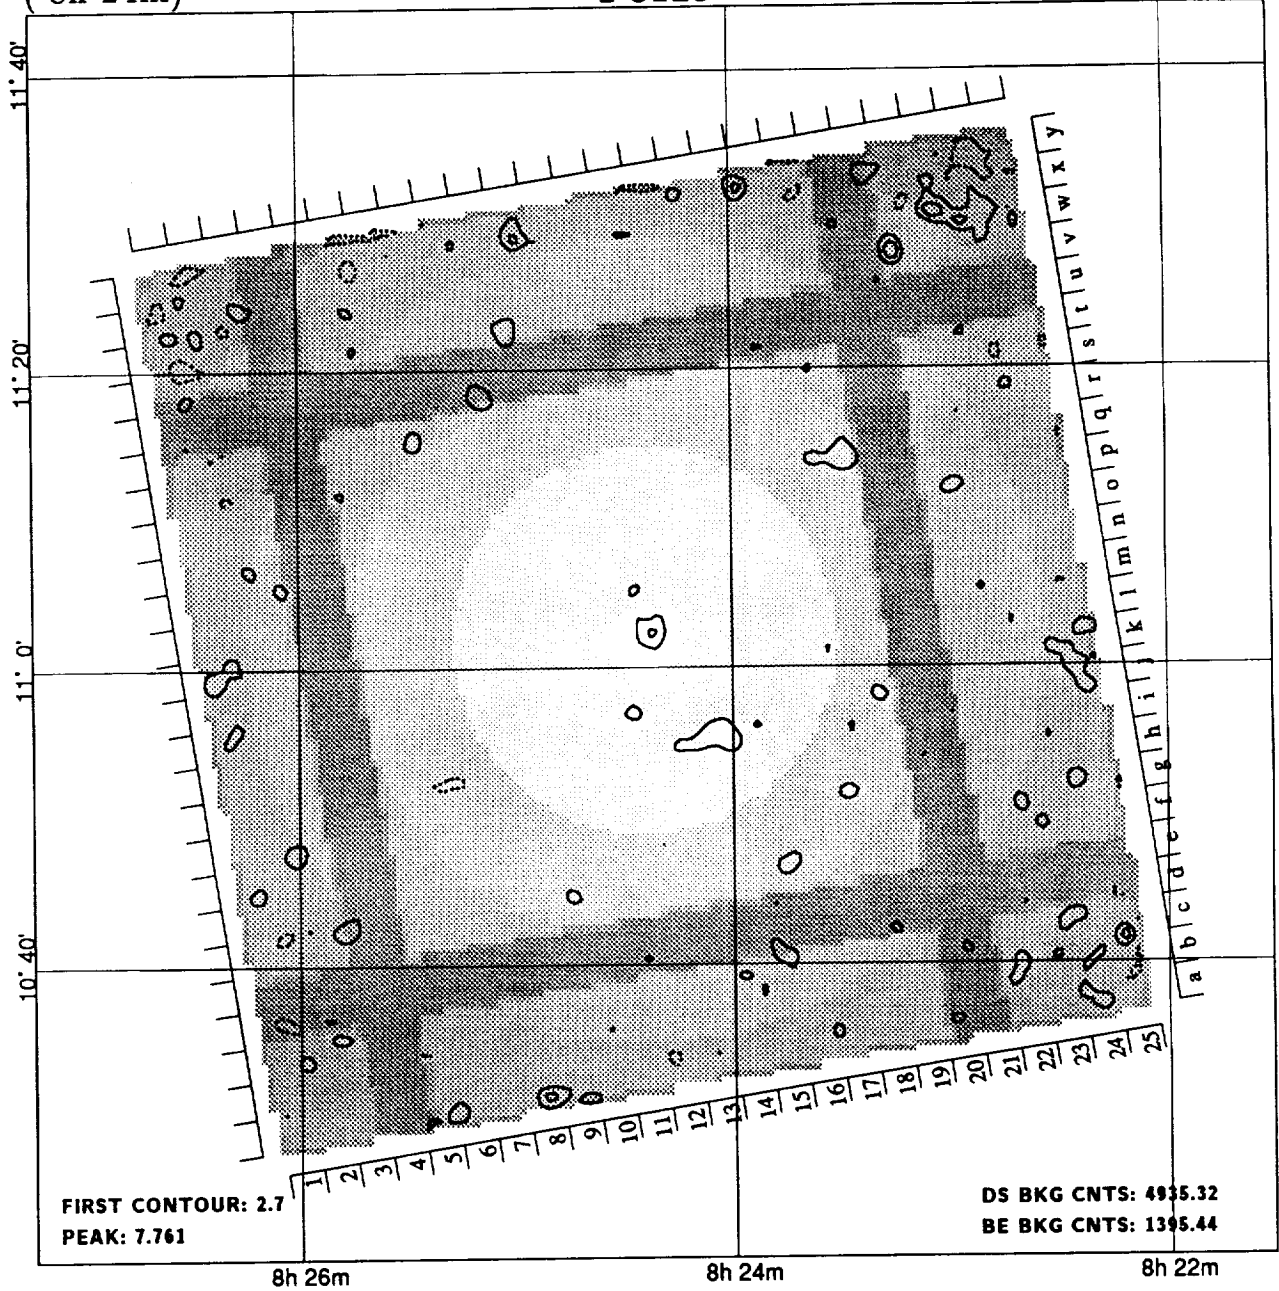 11° 40'
11° 20'
11° 0'
10° 40'
y
x
w
v
u
t
s
r
q
p
o
n
m
l
k
j
i
h
g
f
e
d
c
b
a
1 2 3 4 5 6 7 8 9 10 11 12 13 14 15 16 17 18 19 20 21 22 23 24 25
FIRST CONTOUR: 2.7
PEAK: 7.761
DS BKG CNTS: 4935.32
BE BKG CNTS: 1395.44
8h 26m 8h 24m 8h 22m